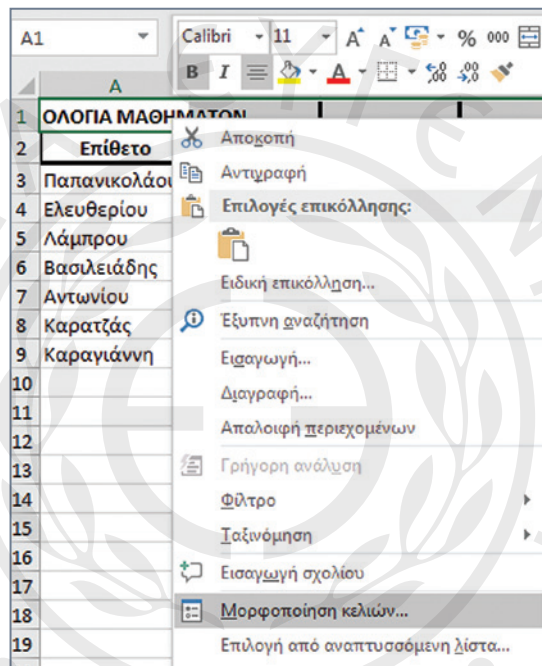 A1
Calibri 11 A A % 000
B I A ,00 ,00
A
1 ΟΛΟΓΙΑ ΜΑΘΗΜΑΤΩΝ
2 Επίθετο
3 Παπανικολάου
4 Ελευθερίου
5 Λάμπρου
6 Βασιλειάδης
7 Αντωνίου
8 Καρατζάς
9 Καραγιάννη
10
11
12
13
14
15
16
17
18
19
Αποκοπή
Αντιγραφή
Επιλογές επικόλλησης:
Ειδική επικόλληση...
Έξυπνη αναζήτηση
Εισαγωγή...
Διαγραφή...
Απαλοιφή περιεχομένων
Γρήγορη ανάλυση
Φίλτρο
Ταξινόμηση
Εισαγωγή σχολίου
Μορφοποίηση κελιών...
Επιλογή από αναπτυσσόμενη λίστα...